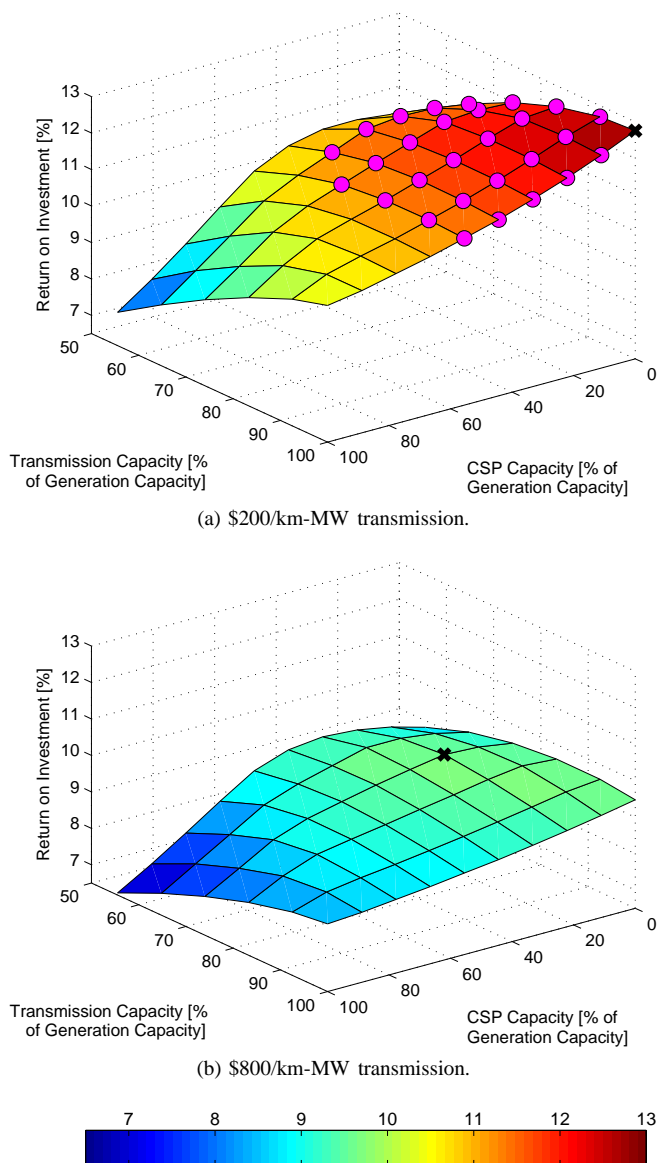 13
12
11
10
9
8
7
Return on Investment [%]
50
60
70
80
90
100
100
80
60
40
20
0
Transmission Capacity [%
of Generation Capacity]
CSP Capacity [% of
Generation Capacity]
(a) $200/km-MW transmission.
13
12
11
10
9
8
7
Return on Investment [%]
50
60
70
80
90
100
100
80
60
40
20
0
Transmission Capacity [%
of Generation Capacity]
CSP Capacity [% of
Generation Capacity]
(b) $800/km-MW transmission.
7 8 9 10 11 12 13